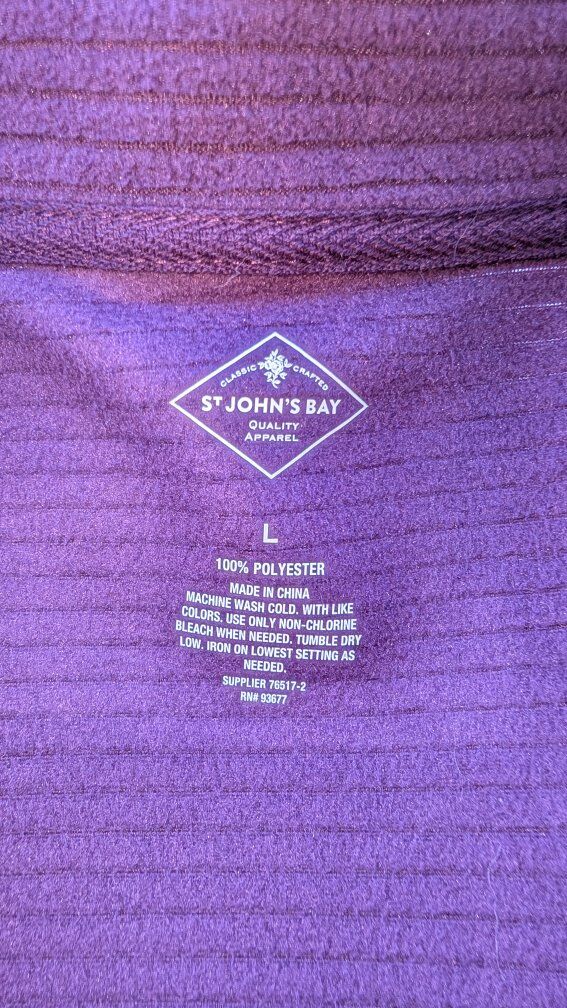 CLASSIC CRAFTED
ST JOHN'S BAY
QUALITY
APPAREL
L
100% POLYESTER
MADE IN CHINA
MACHINE WASH COLD. WITH LIKE
COLORS. USE ONLY NON-CHLORINE
BLEACH WHEN NEEDED. TUMBLE DRY
LOW. IRON ON LOWEST SETTING AS
NEEDED.
SUPPLIER 76517-2
RN# 93677